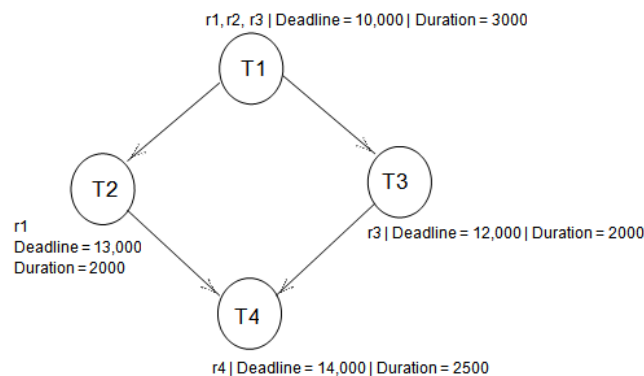 r1, r2, r3 | Deadline = 10,000 | Duration = 3000
T1
T2
T3
r1
Deadline = 13,000
Duration = 2000
r3 | Deadline = 12,000 | Duration = 2000
T4
r4 | Deadline = 14,000 | Duration = 2500